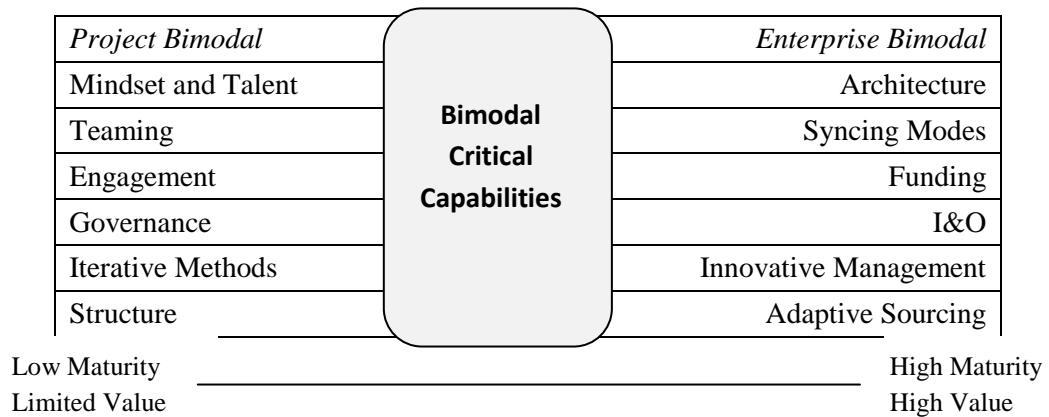 Project Bimodal
Enterprise Bimodal
Mindset and Talent
Architecture
Teaming
Syncing Modes
Engagement
Funding
Governance
I&O
Iterative Methods
Innovative Management
Structure
Adaptive Sourcing
Bimodal
Critical
Capabilities
Low Maturity
Limited Value
High Maturity
High Value